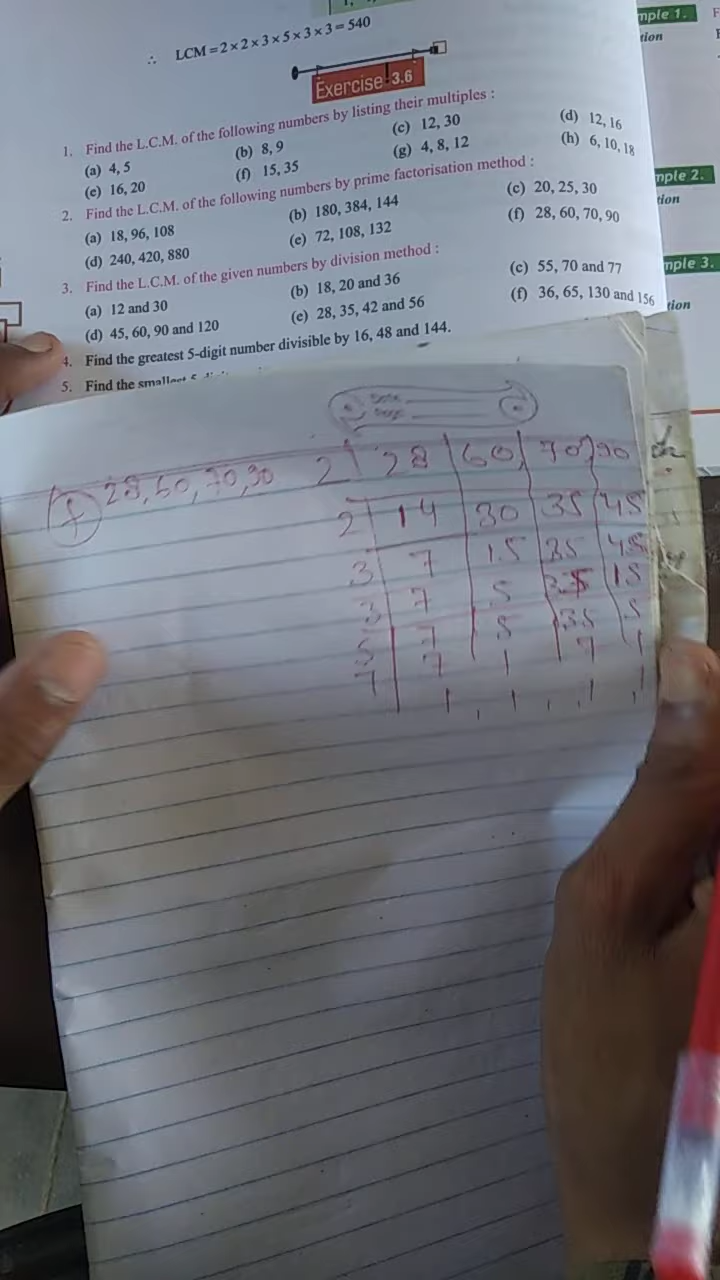 ∴ LCM = 2 × 2 × 3 × 5 × 3 × 3 = 540
Exercise 3.6
1. Find the L.C.M. of the following numbers by listing their multiples :
(a) 4, 5 (b) 8, 9 (c) 12, 30 (d) 12, 16
(e) 16, 20 (f) 15, 35 (g) 4, 8, 12 (h) 6, 10, 18
2. Find the L.C.M. of the following numbers by prime factorisation method :
(a) 18, 96, 108 (b) 180, 384, 144 (c) 20, 25, 30
(d) 240, 420, 880 (e) 72, 108, 132 (f) 28, 60, 70, 90
3. Find the L.C.M. of the given numbers by division method :
(a) 12 and 30 (b) 18, 20 and 36 (c) 55, 70 and 77
(d) 45, 60, 90 and 120 (e) 28, 35, 42 and 56 (f) 36, 65, 130 and 156
4. Find the greatest 5-digit number divisible by 16, 48 and 144.
5. Find the smallest 5
mple 1.
tion
mple 2.
tion
mple 3.
tion
Date
Page
(f) 28, 60, 70, 90
2 | 28 | 60, | 70, | 90
2 | 14 | 30 | 35 | 45
3 | 7 | 15 | 35 | 45
3 | 7 | 5 | 35 | 15
5 | 7 | 5 | 35 | 5
7 | 7 | 1 | 7 | 1
| 1, 1, 1, 1